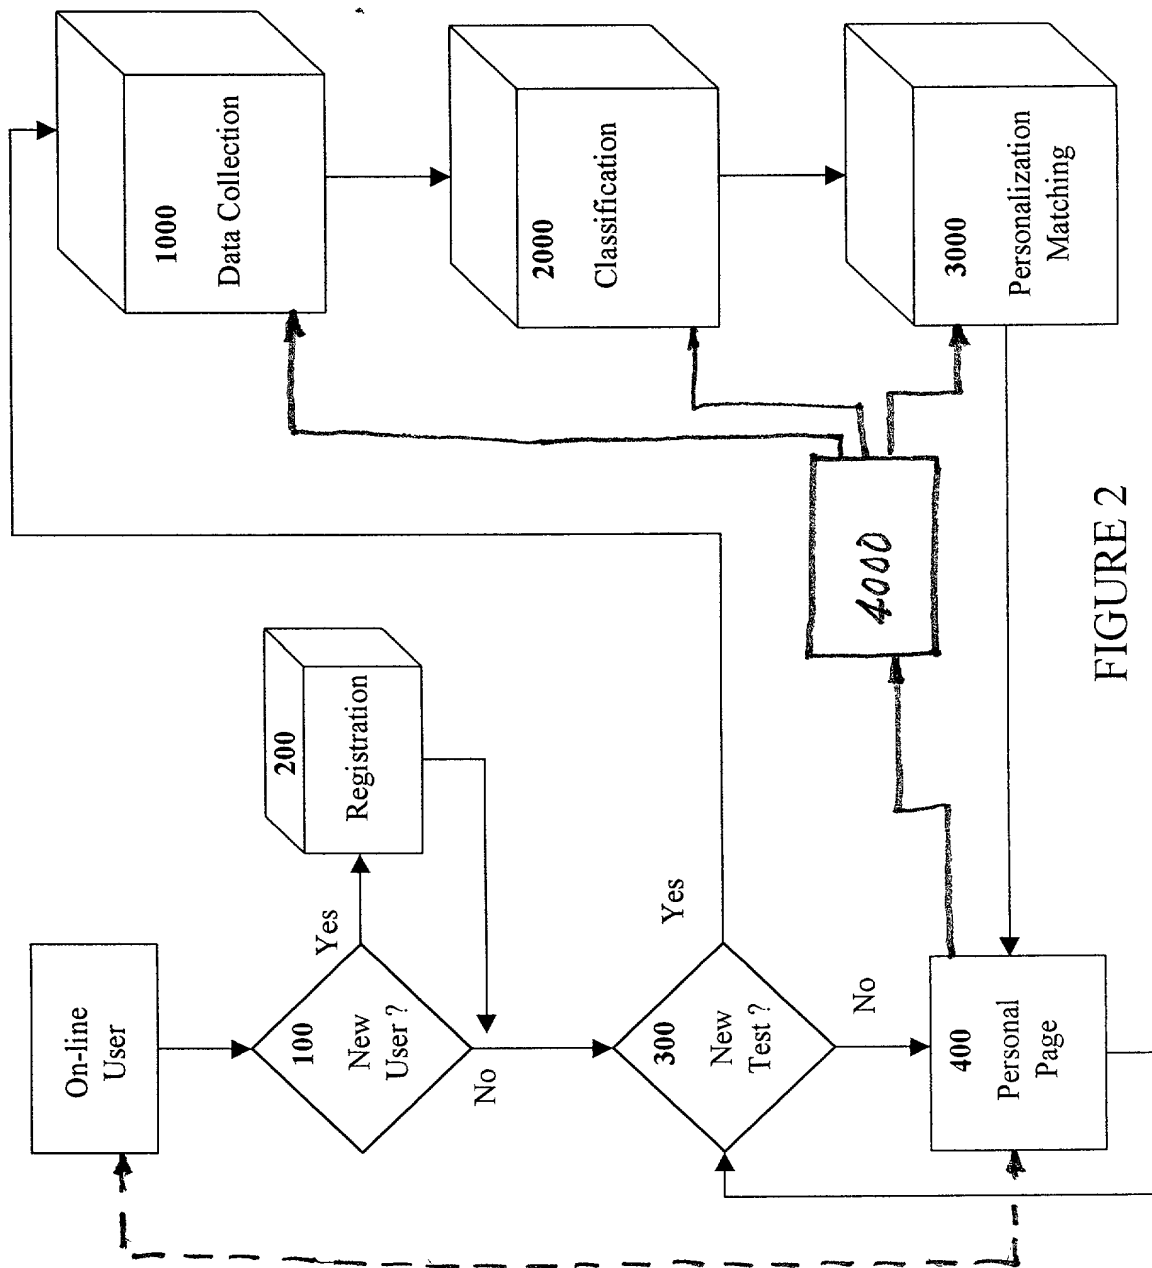 On-line
User
100
New
User ?
Yes
No
200
Registration
300
New
Test ?
Yes
No
400
Personal
Page
1000
Data Collection
2000
Classification
3000
Personalization
Matching
4000
FIGURE 2